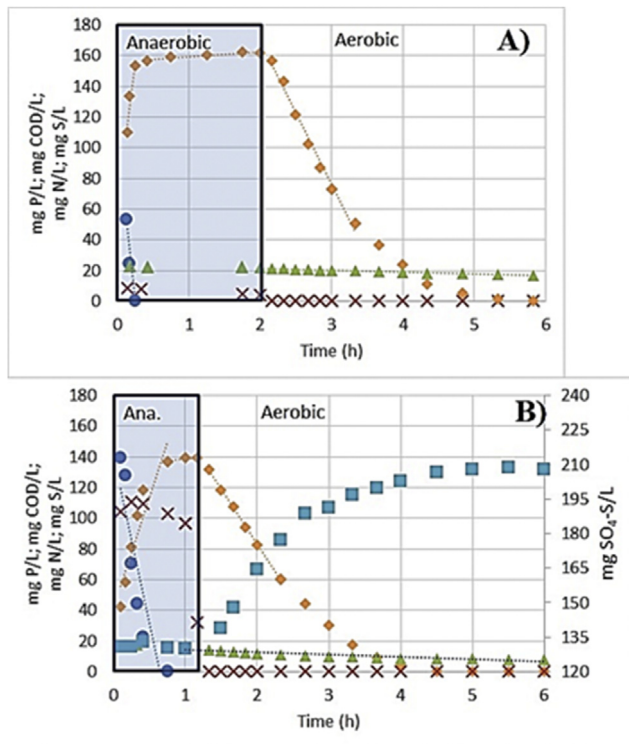 180
160
140
120
100
80
60
40
20
0
mg P/L; mg COD/L;
mg N/L; mg S/L
Anaerobic
Aerobic
A)
0 1 2 3 4 5 6
Time (h)
180
160
140
120
100
80
60
40
20
0
mg P/L; mg COD/L;
mg N/L; mg S/L
Ana.
Aerobic
B)
240
225
210
195
180
165
150
135
120
mg SO₄-S/L
0 1 2 3 4 5 6
Time (h)